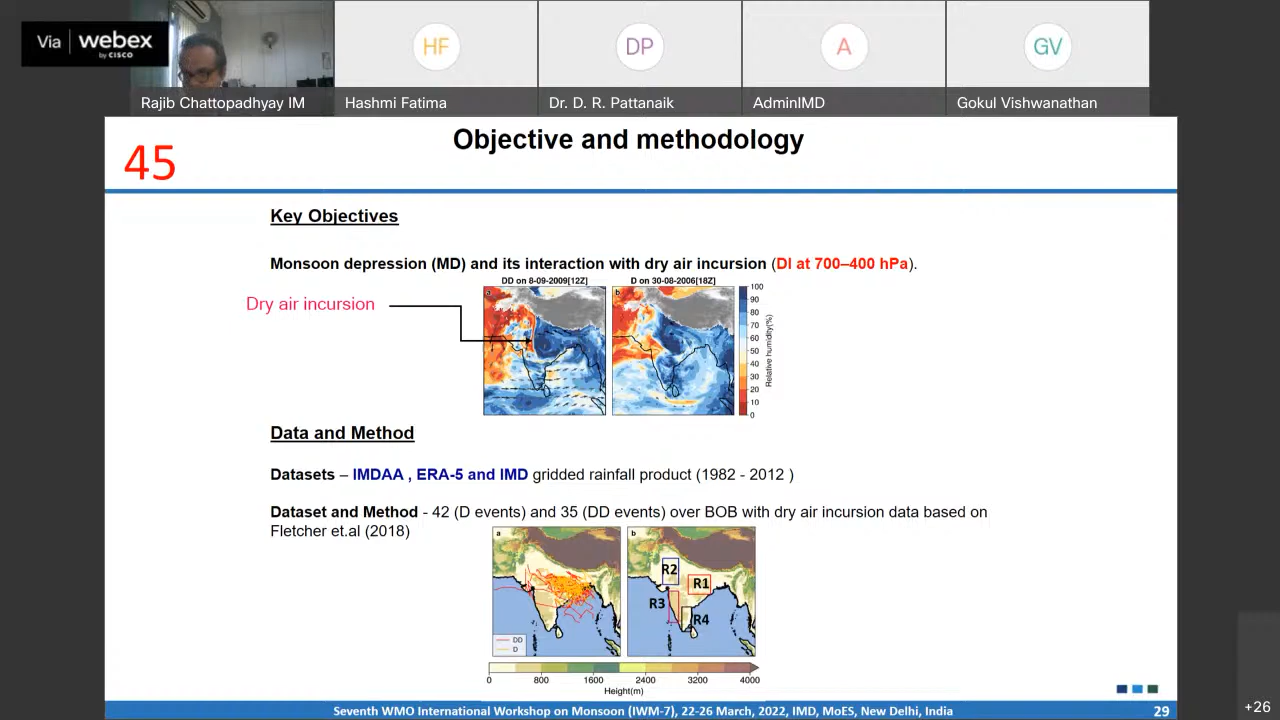 Via webex
by CISCO
HF
DP
A
GV
Rajib Chattopadhyay IM
Hashmi Fatima
Dr. D. R. Pattanaik
AdminIMD
Gokul Vishwanathan
45
Objective and methodology
Key Objectives
Monsoon depression (MD) and its interaction with dry air incursion (DI at 700–400 hPa).
DD on 8-09-2009[12Z]
D on 30-08-2006[18Z]
Dry air incursion
a
b
100
90
80
70
60
50
40
30
20
10
0
Relative humidity(%)
Data and Method
Datasets – IMDAA , ERA-5 and IMD gridded rainfall product (1982 - 2012 )
Dataset and Method - 42 (D events) and 35 (DD events) over BOB with dry air incursion data based on
Fletcher et.al (2018)
a
b
R2
R1
R3
R4
DD
D
0 800 1600 2400 3200 4000
Height(m)
Seventh WMO International Workshop on Monsoon (IWM-7), 22-26 March, 2022, IMD, MoES, New Delhi, India
29
+26